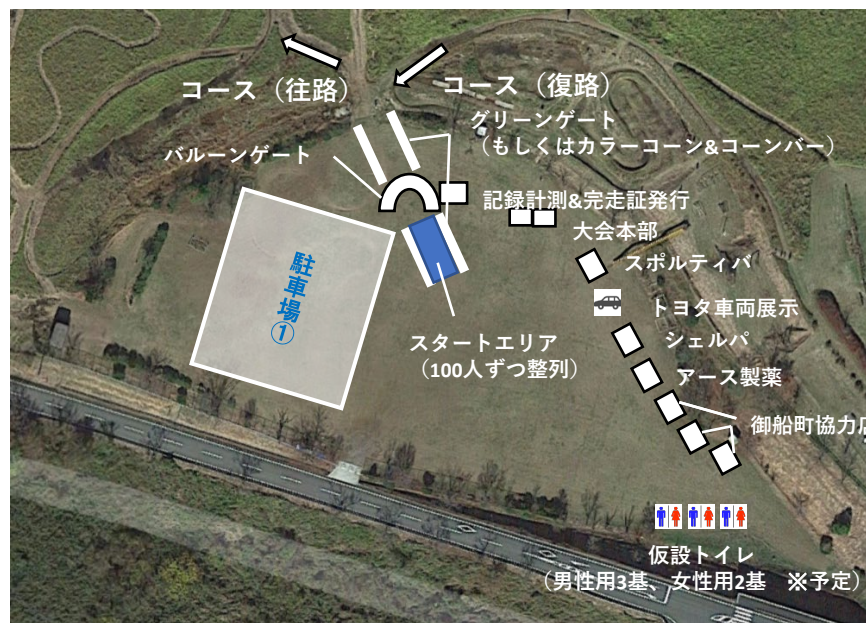 コース（往路）
コース（復路）
グリーンゲート
（もしくはカラーコーン&コーンバー）
バルーンゲート
記録計測&完走証発行
大会本部
スポルティバ
駐車場①
トヨタ車両展示
シェルパ
スタートエリア
（100人ずつ整列）
アース製薬
御船町協力店
仮設トイレ
（男性用3基、女性用2基　※予定）